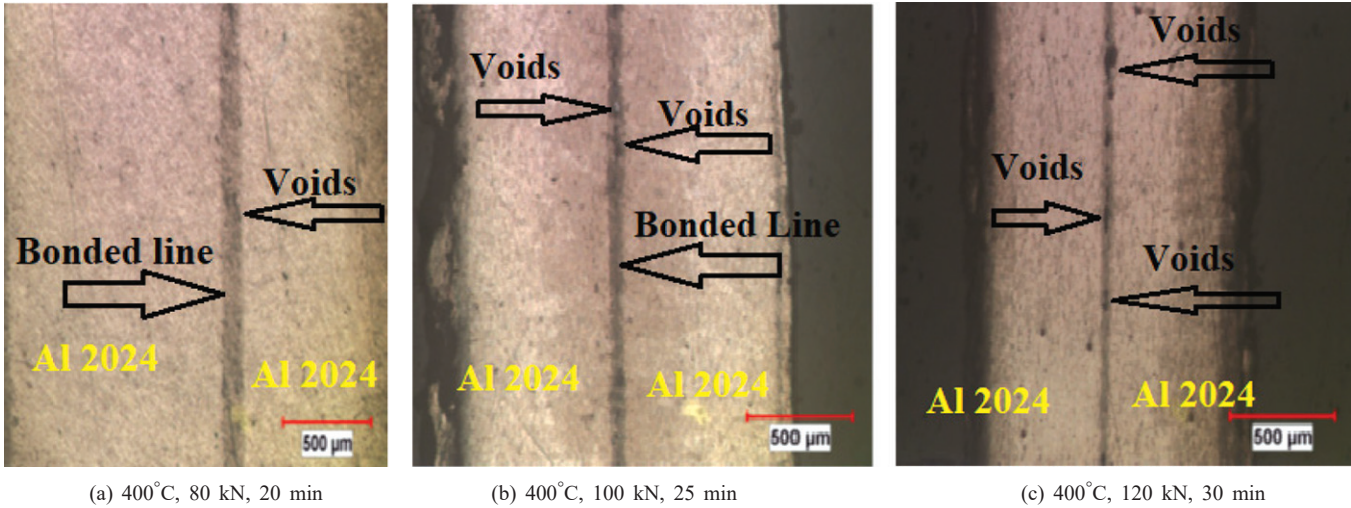 Voids
Bonded line
Al 2024
Al 2024
500 µm
Voids
Voids
Bonded Line
Al 2024
Al 2024
500 µm
Voids
Voids
Voids
Al 2024
Al 2024
500 µm
(a) 400°C, 80 kN, 20 min
(b) 400°C, 100 kN, 25 min
(c) 400°C, 120 kN, 30 min